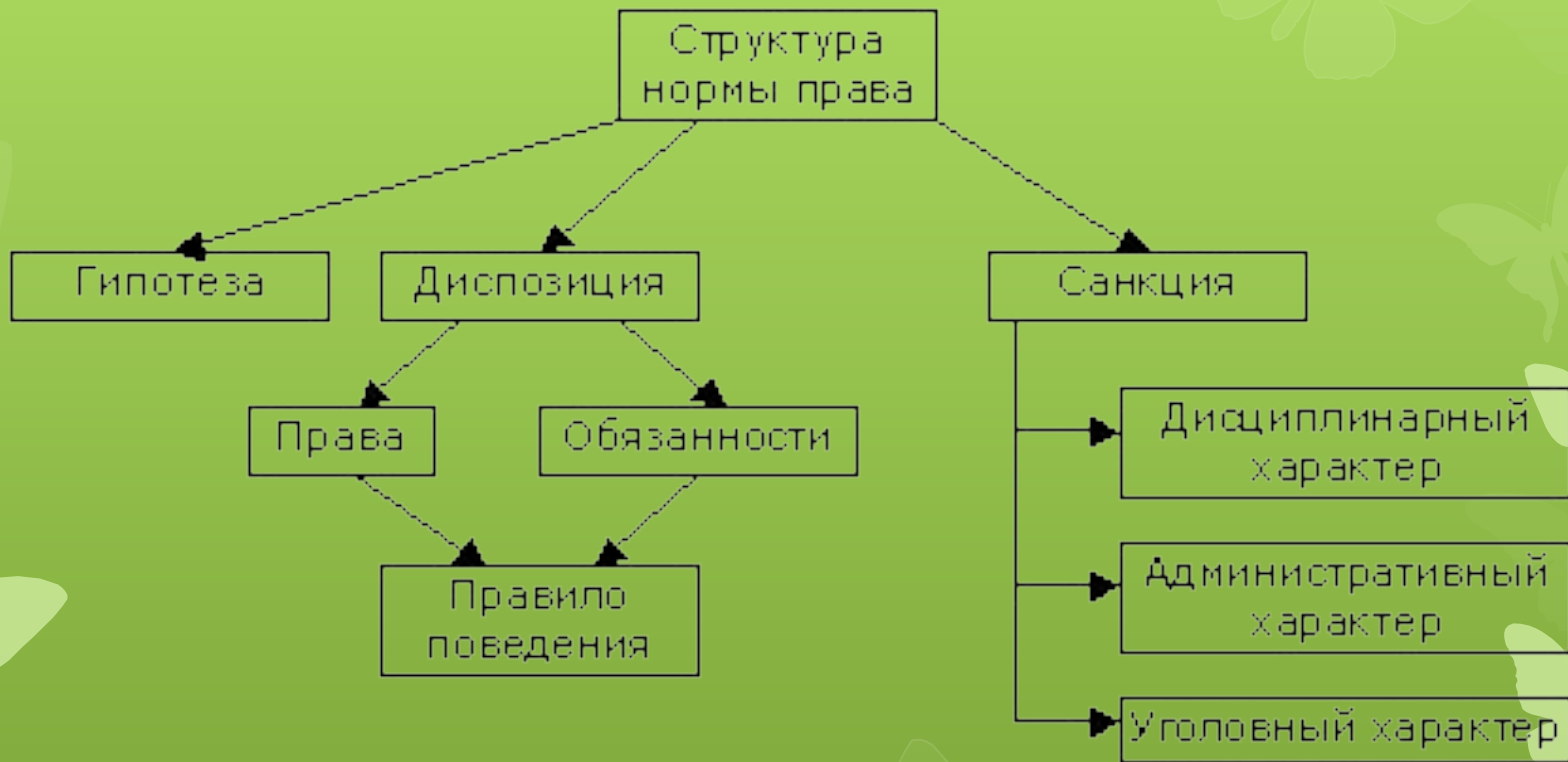 Структура
нормы права
Гипотеза
Диспозиция
Санкция
Права
Обязанности
Правило
поведения
Дисциплинарный
характер
Административный
характер
Уголовный характер